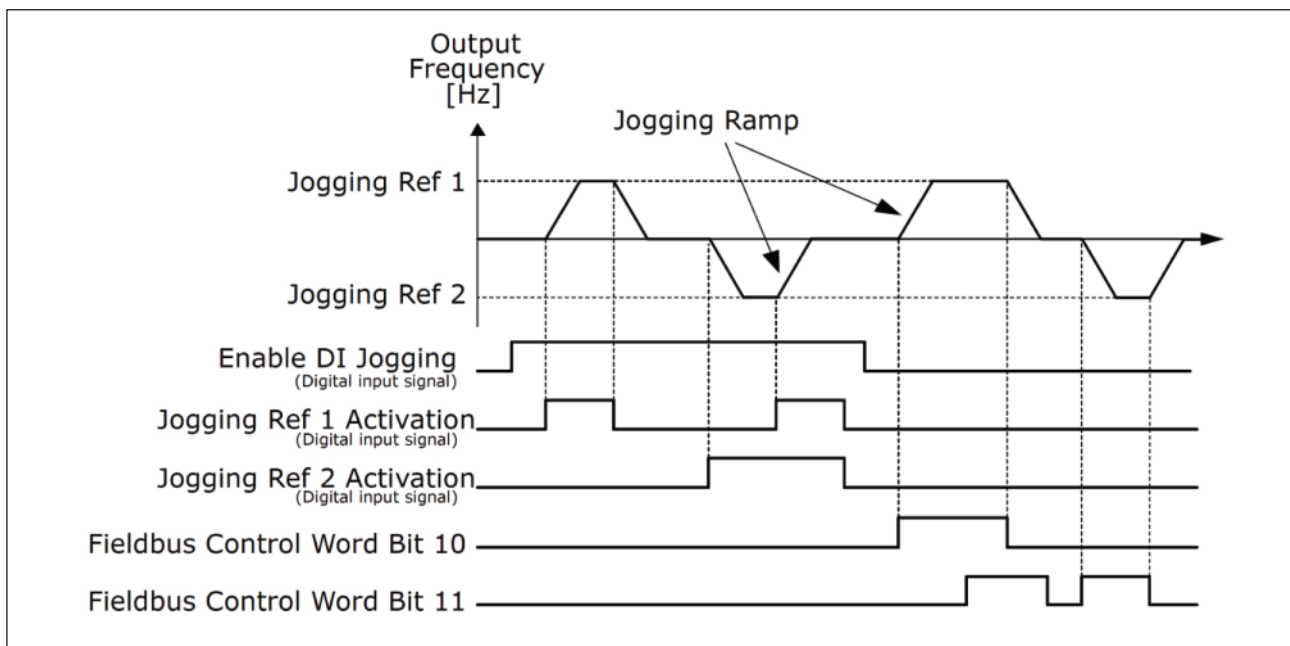 Output
Frequency
[Hz]
Jogging Ramp
Jogging Ref 1
Jogging Ref 2
Enable DI Jogging
(Digital input signal)
Jogging Ref 1 Activation
(Digital input signal)
Jogging Ref 2 Activation
(Digital input signal)
Fieldbus Control Word Bit 10
Fieldbus Control Word Bit 11